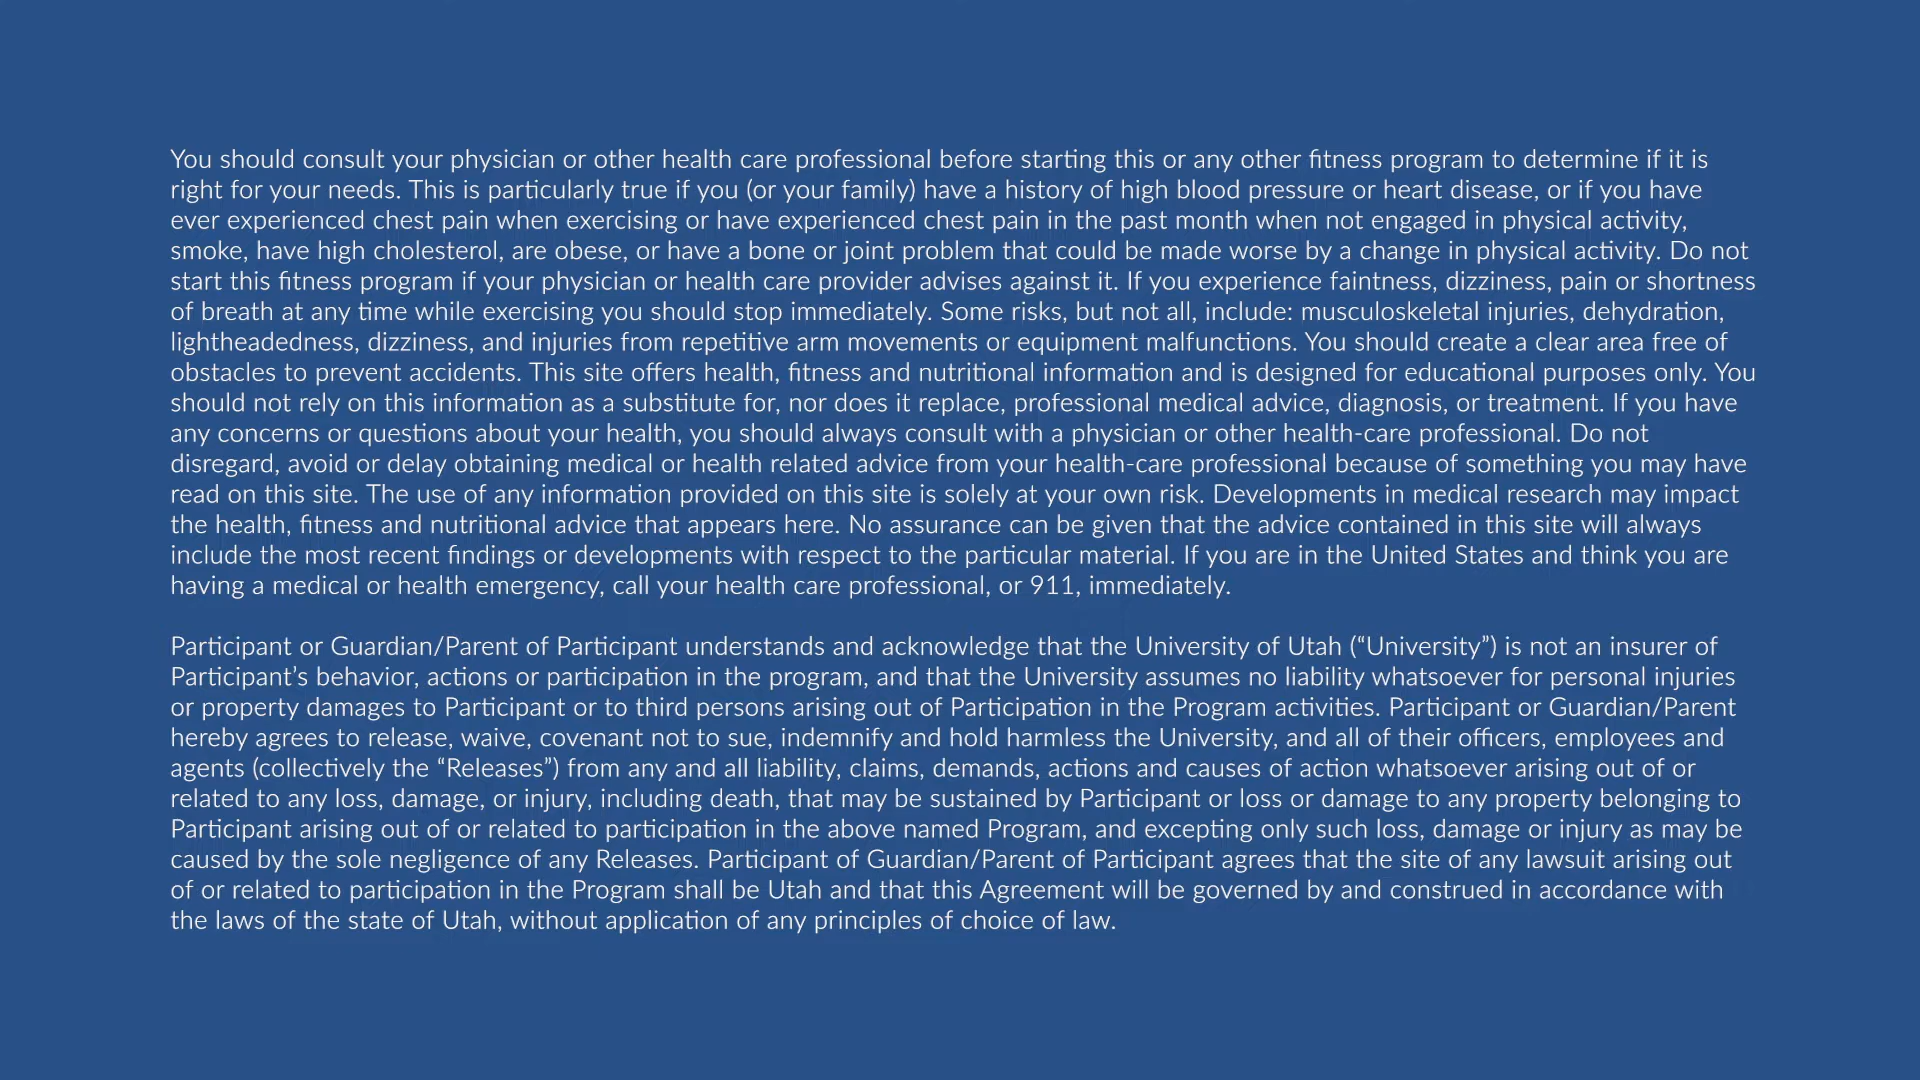 You should consult your physician or other health care professional before starting this or any other fitness program to determine if it is
right for your needs. This is particularly true if you (or your family) have a history of high blood pressure or heart disease, or if you have
ever experienced chest pain when exercising or have experienced chest pain in the past month when not engaged in physical activity,
smoke, have high cholesterol, are obese, or have a bone or joint problem that could be made worse by a change in physical activity. Do not
start this fitness program if your physician or health care provider advises against it. If you experience faintness, dizziness, pain or shortness
of breath at any time while exercising you should stop immediately. Some risks, but not all, include: musculoskeletal injuries, dehydration,
lightheadedness, dizziness, and injuries from repetitive arm movements or equipment malfunctions. You should create a clear area free of
obstacles to prevent accidents. This site offers health, fitness and nutritional information and is designed for educational purposes only. You
should not rely on this information as a substitute for, nor does it replace, professional medical advice, diagnosis, or treatment. If you have
any concerns or questions about your health, you should always consult with a physician or other health-care professional. Do not
disregard, avoid or delay obtaining medical or health related advice from your health-care professional because of something you may have
read on this site. The use of any information provided on this site is solely at your own risk. Developments in medical research may impact
the health, fitness and nutritional advice that appears here. No assurance can be given that the advice contained in this site will always
include the most recent findings or developments with respect to the particular material. If you are in the United States and think you are
having a medical or health emergency, call your health care professional, or 911, immediately.
Participant or Guardian/Parent of Participant understands and acknowledge that the University of Utah (“University”) is not an insurer of
Participant’s behavior, actions or participation in the program, and that the University assumes no liability whatsoever for personal injuries
or property damages to Participant or to third persons arising out of Participation in the Program activities. Participant or Guardian/Parent
hereby agrees to release, waive, covenant not to sue, indemnify and hold harmless the University, and all of their officers, employees and
agents (collectively the “Releases”) from any and all liability, claims, demands, actions and causes of action whatsoever arising out of or
related to any loss, damage, or injury, including death, that may be sustained by Participant or loss or damage to any property belonging to
Participant arising out of or related to participation in the above named Program, and excepting only such loss, damage or injury as may be
caused by the sole negligence of any Releases. Participant of Guardian/Parent of Participant agrees that the site of any lawsuit arising out
of or related to participation in the Program shall be Utah and that this Agreement will be governed by and construed in accordance with
the laws of the state of Utah, without application of any principles of choice of law.